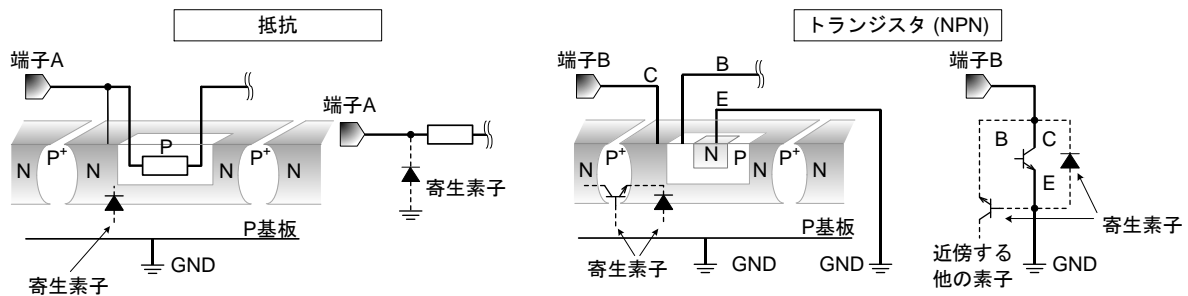 抵抗
トランジスタ (NPN)
端子A
端子A
端子B
C
B
E
端子B
N
P+
N
P
N
P+
N
寄生素子
P基板
GND
寄生素子
N
P+
N
N
P
N
P+
N
P基板
寄生素子
GND
GND
B
C
E
寄生素子
近傍する
他の素子
GND